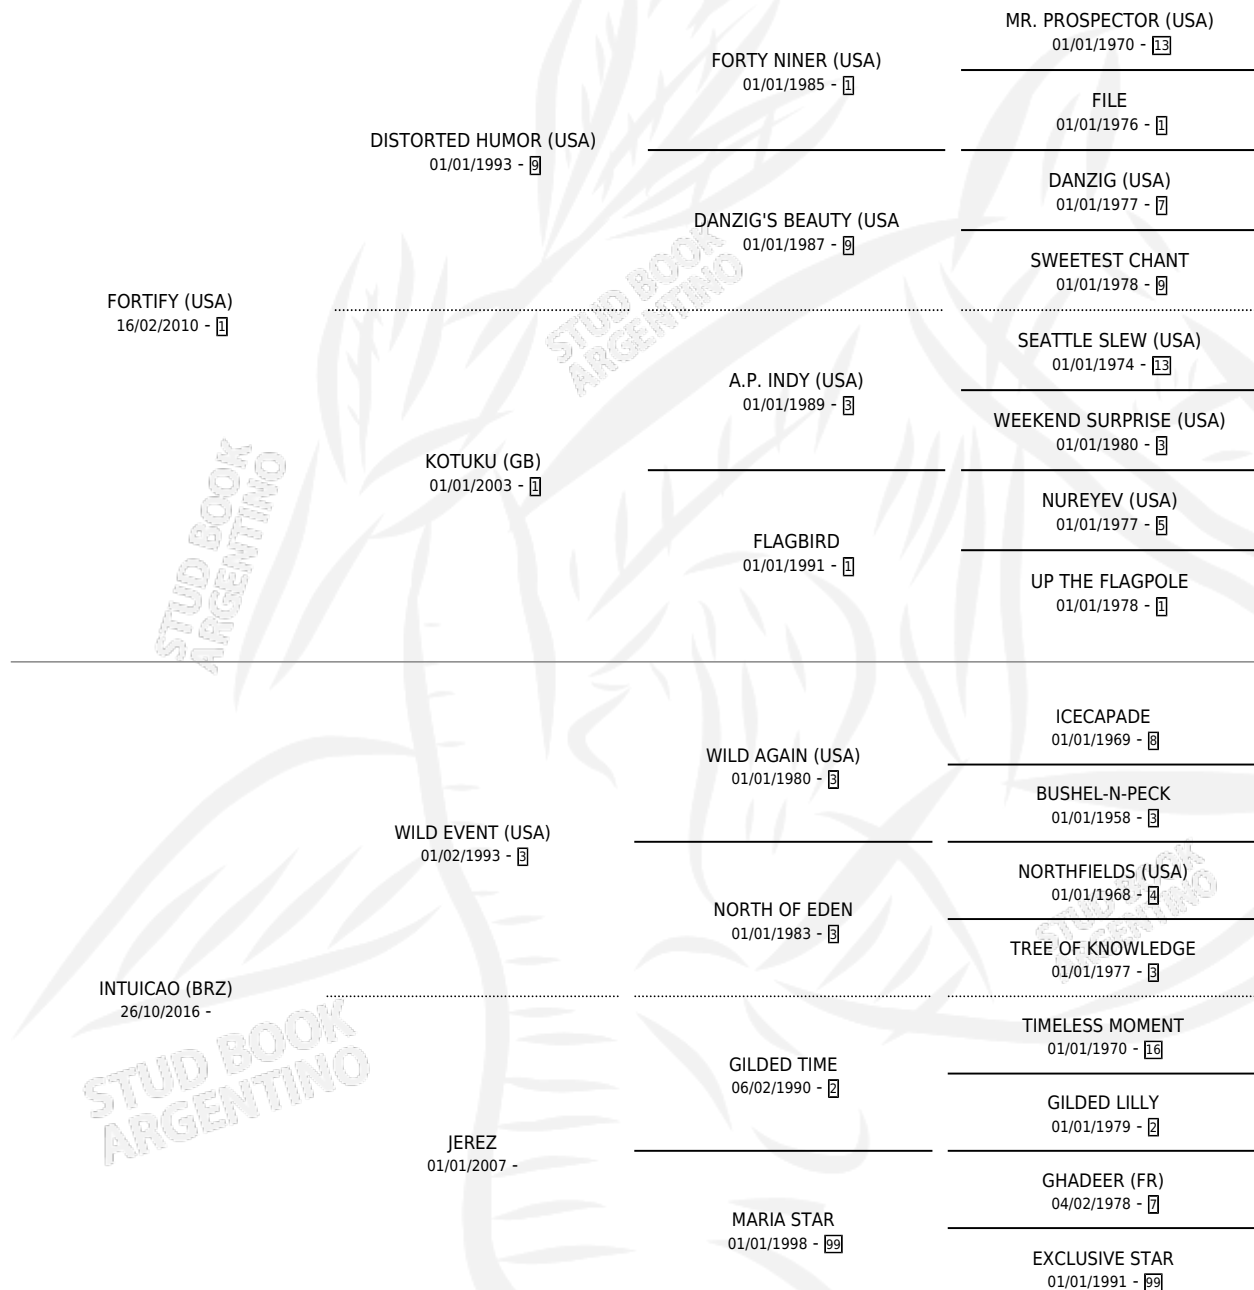 MR. PROSPECTOR (USA)
01/01/1970 - 13
FORTY NINER (USA)
01/01/1985 - 1
FILE
01/01/1976 - 1
DISTORTED HUMOR (USA)
01/01/1993 - 9
DANZIG (USA)
01/01/1977 - 7
DANZIG'S BEAUTY (USA
01/01/1987 - 9
SWEETEST CHANT
01/01/1978 - 9
STUD BOOK
ARGENTINO
FORTIFY (USA)
16/02/2010 - 1
SEATTLE SLEW (USA)
01/01/1974 - 13
A.P. INDY (USA)
01/01/1989 - 3
WEEKEND SURPRISE (USA)
01/01/1980 - 3
KOTUKU (GB)
01/01/2003 - 1
NUREYEV (USA)
01/01/1977 - 5
FLAGBIRD
01/01/1991 - 1
UP THE FLAGPOLE
01/01/1978 - 1
STUD BOOK
ARGENTINO
ICECAPADE
01/01/1969 - 8
WILD AGAIN (USA)
01/01/1980 - 3
BUSHEL-N-PECK
01/01/1958 - 3
WILD EVENT (USA)
01/02/1993 - 3
NORTHFIELDS (USA)
01/01/1968 - 4
NORTH OF EDEN
01/01/1983 - 3
TREE OF KNOWLEDGE
01/01/1977 - 3
STUD BOOK
ARGENTINO
INTUICAO (BRZ)
26/10/2016 -
TIMELESS MOMENT
01/01/1970 - 16
GILDED TIME
06/02/1990 - 2
GILDED LILLY
01/01/1979 - 2
STUD BOOK
ARGENTINO
JEREZ
01/01/2007 -
GHADEER (FR)
04/02/1978 - 7
MARIA STAR
01/01/1998 - 99
EXCLUSIVE STAR
01/01/1991 - 99